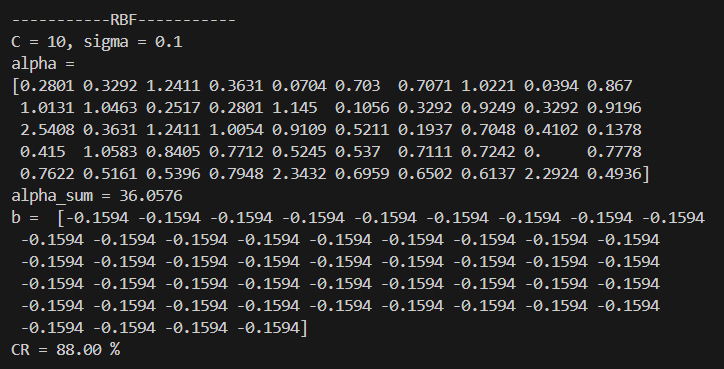 -----------RBF-----------
C = 10, sigma = 0.1
alpha =
[0.2801 0.3292 1.2411 0.3631 0.0704 0.703  0.7071 1.0221 0.0394 0.867
 1.0131 1.0463 0.2517 0.2801 1.145  0.1056 0.3292 0.9249 0.3292 0.9196
 2.5408 0.3631 1.2411 1.0054 0.9109 0.5211 0.1937 0.7048 0.4102 0.1378
 0.415  1.0583 0.8405 0.7712 0.5245 0.537  0.7111 0.7242 0.     0.7778
 0.7622 0.5161 0.5396 0.7948 2.3432 0.6959 0.6502 0.6137 2.2924 0.4936]
alpha_sum = 36.0576
b =  [-0.1594 -0.1594 -0.1594 -0.1594 -0.1594 -0.1594 -0.1594 -0.1594 -0.1594
 -0.1594 -0.1594 -0.1594 -0.1594 -0.1594 -0.1594 -0.1594 -0.1594 -0.1594
 -0.1594 -0.1594 -0.1594 -0.1594 -0.1594 -0.1594 -0.1594 -0.1594 -0.1594
 -0.1594 -0.1594 -0.1594 -0.1594 -0.1594 -0.1594 -0.1594 -0.1594 -0.1594
 -0.1594 -0.1594 -0.1594 -0.1594 -0.1594 -0.1594 -0.1594 -0.1594 -0.1594
 -0.1594 -0.1594 -0.1594 -0.1594]
CR = 88.00 %